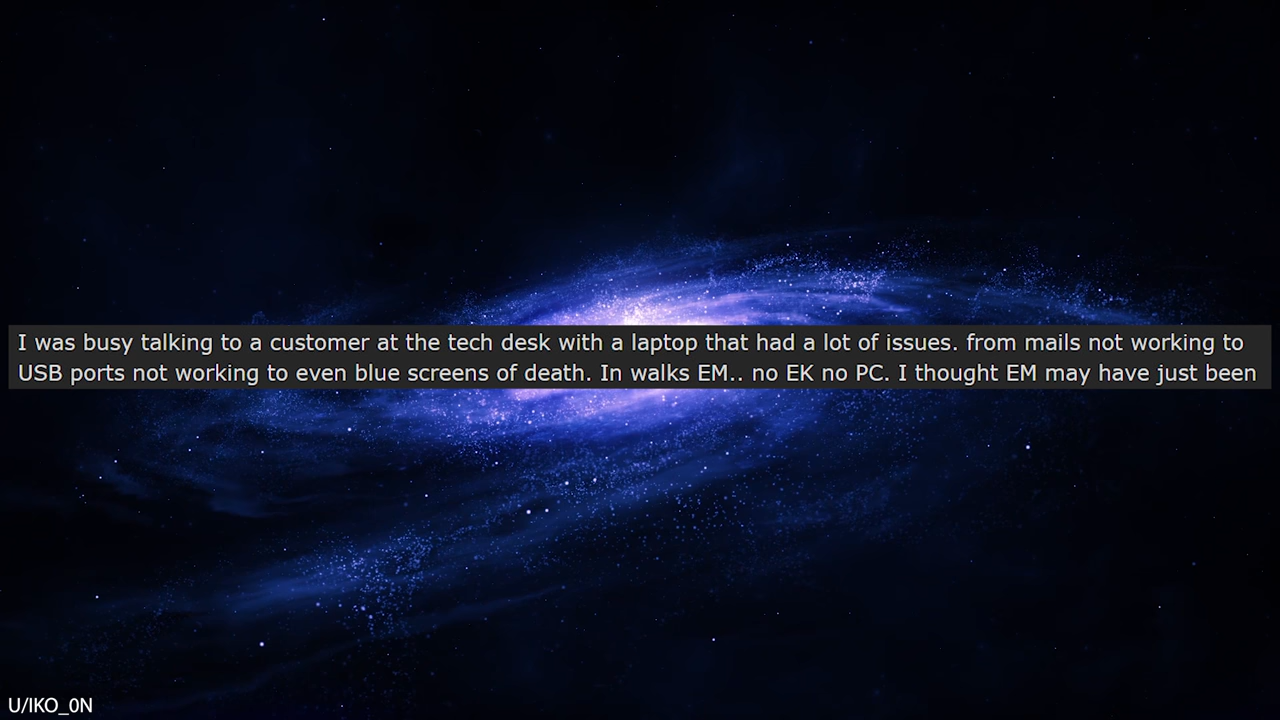 I was busy talking to a customer at the tech desk with a laptop that had a lot of issues. from mails not working to
USB ports not working to even blue screens of death. In walks EM.. no EK no PC. I thought EM may have just been
U/IKO_0N